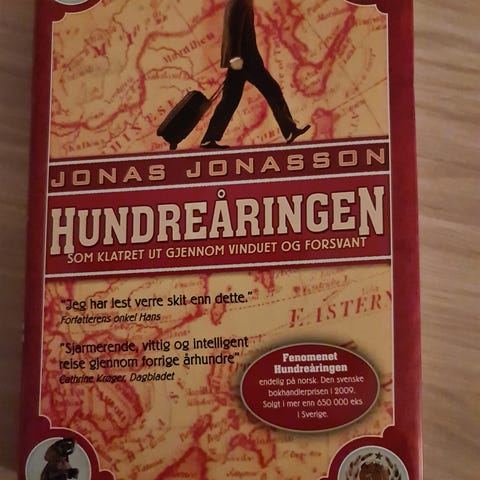 JONAS JONASSON
HUNDREÅRINGEN
SOM KLATRET UT GJENNOM VINDUET OG FORSVANT
"Jeg har lest verre skit enn dette."
Forfatterens onkel Hans
EASTERN
"Sjarmerende, vittig og intelligent
reise gjennom forrige århundre"
Cathrine Krøger, Dagbladet
Fenomenet
Hundreåringen
endelig på norsk. Den svenske
bokhandlerprisen i 2009.
Solgt i mer enn 650 000 eks
i Sverige.